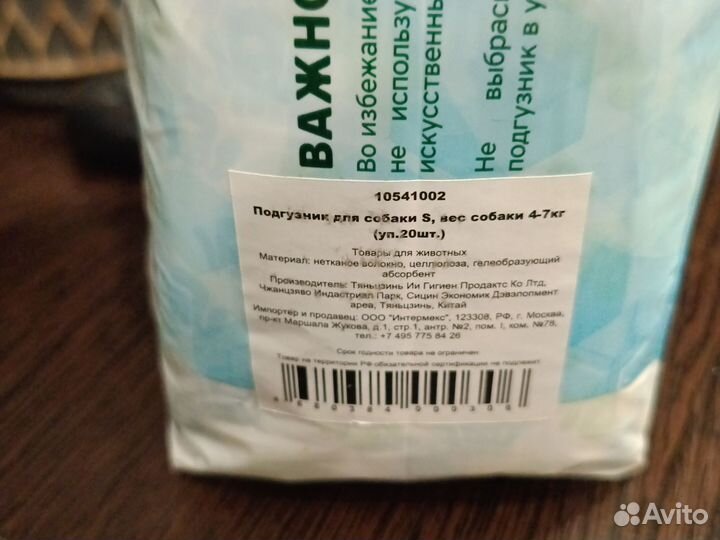 ВАЖНО
Во избежание
не использу
искусственны
Не выбрас
подгузник в у
10541002
Подгузник для собаки S, вес собаки 4-7кг
(уп.20шт.)
Товары для животных
Материал: нетканое волокно, целлюлоза, гелеобразующий
абсорбент
Производитель: Тяньцзинь Ии Гигиен Продактс Ко Лтд,
Чжанцзяво Индастриал Парк, Сицин Экономик Дэвэлопмент
ареа, Тяньцзинь, Китай
Импортер и продавец: ООО "Интермекс", 123308, РФ, г. Москва,
пр-кт Маршала Жукова, д.1, стр.1, антр. №2, пом. I, ком. №78,
тел.: +7 495 775 84 26
Срок годности товара не ограничен.
Товар на территории РФ обязательной сертификации не подлежит.
Avito